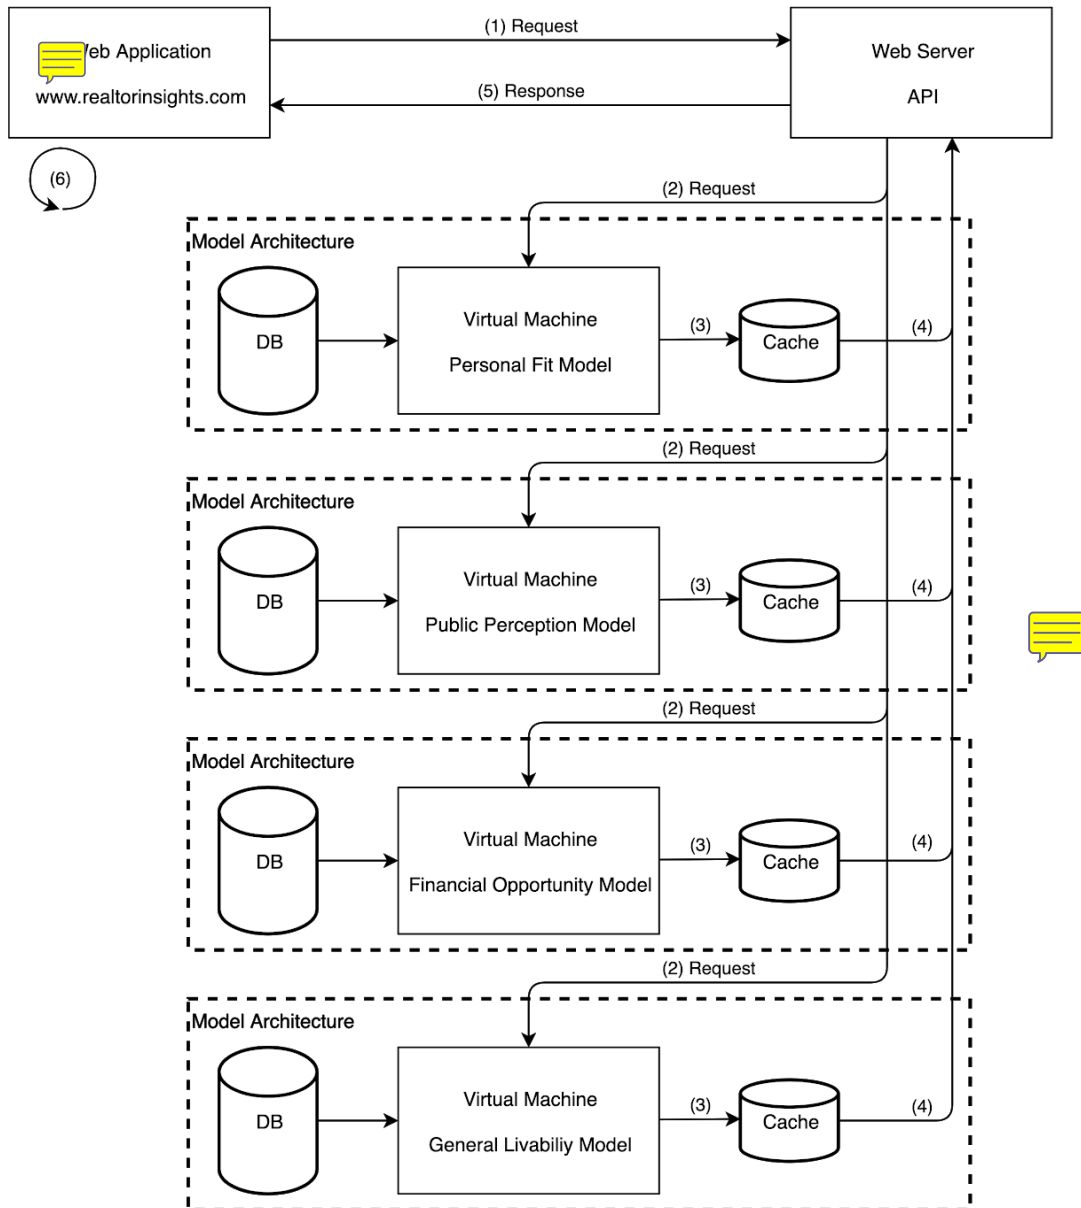 (1) Request
eb Application
www.realtorinsights.com
Web Server
API
(5) Response
(6)
(2) Request
Model Architecture
DB
Virtual Machine
Personal Fit Model
(3)
Cache
(4)
(2) Request
Model Architecture
DB
Virtual Machine
Public Perception Model
(3)
Cache
(4)
(2) Request
Model Architecture
DB
Virtual Machine
Financial Opportunity Model
(3)
Cache
(4)
(2) Request
Model Architecture
DB
Virtual Machine
General Livabiliy Model
(3)
Cache
(4)